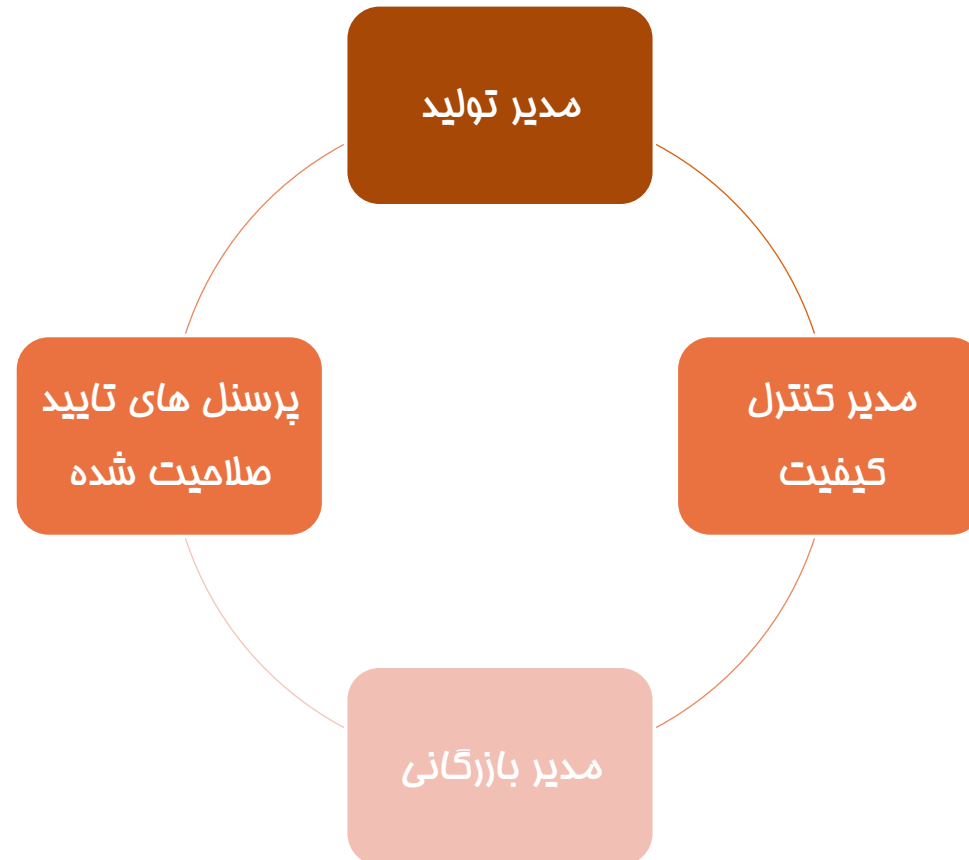 مدیر تولید
پرسنل های تایید
صلاحیت شده
مدیر کنترل
کیفیت
مدیر بازرگانی